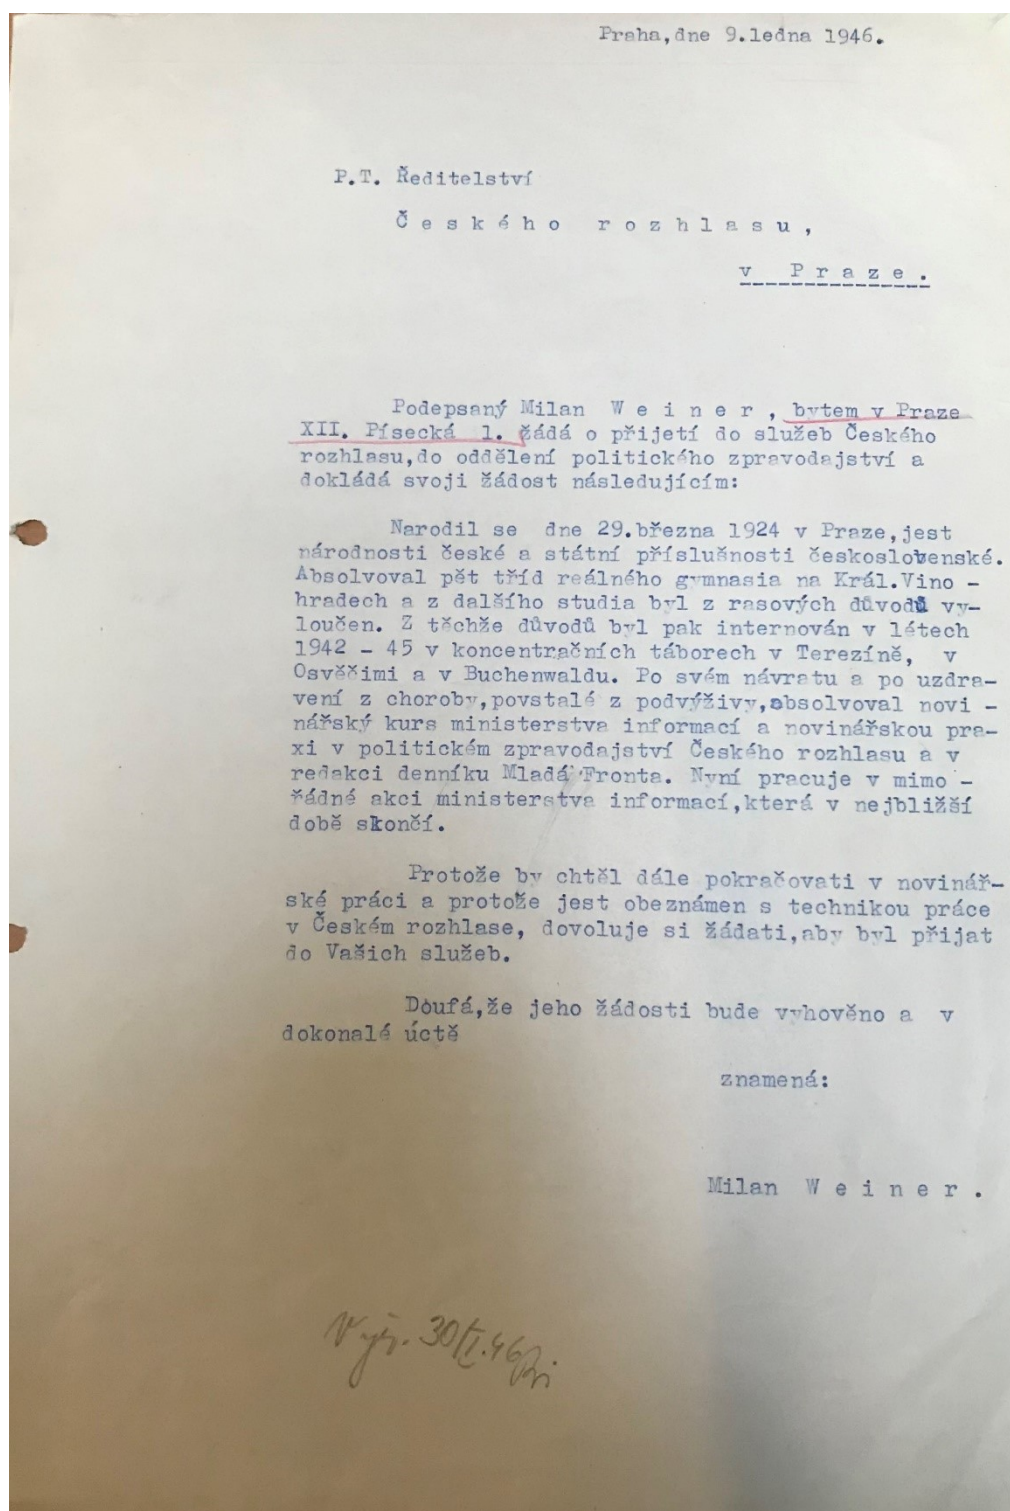 Praha,dne 9.ledna 1946.
P.T. Ředitelství
Č e s k é h o  r o z h l a s u ,
v  P r a z e .
Podepsaný Milan W e i n e r , bytem v Praze
XII. Písecká 1. žádá o přijetí do služeb Českého
rozhlasu,do oddělení politického zpravodajství a
dokládá svoji žádost následujícím:
Narodil se dne 29.března 1924 v Praze,jest
národnosti české a státní příslušnosti československé.
Absolvoval pět tříd reálného gymnasia na Král.Vino -
hradech a z dalšího studia byl z rasových důvodů vy-
loučen. Z těchže důvodů byl pak internován v létech
1942 - 45 v koncentračních táborech v Terezíně, v
Osvěčimi a v Buchenwaldu. Po svém návratu a po uzdra-
vení z choroby,povstalé z podvýživy,absolvoval novi -
nářský kurs ministerstva informací a novinářskou pra-
xi v politickém zpravodajství Českého rozhlasu a v
redakci denníku Mladá Fronta. Nyní pracuje v mimo -
řádné akci ministerstva informací,která v nejbližší
době skončí.
Protože by chtěl dále pokračovati v novinář-
ské práci a protože jest obeznámen s technikou práce
v Českém rozhlase, dovoluje si žádati,aby byl přijat
do Vašich služeb.
Doufá,že jeho žádosti bude vyhověno a v
dokonalé úctě
znamená:
Milan W e i n e r .
30/I.46